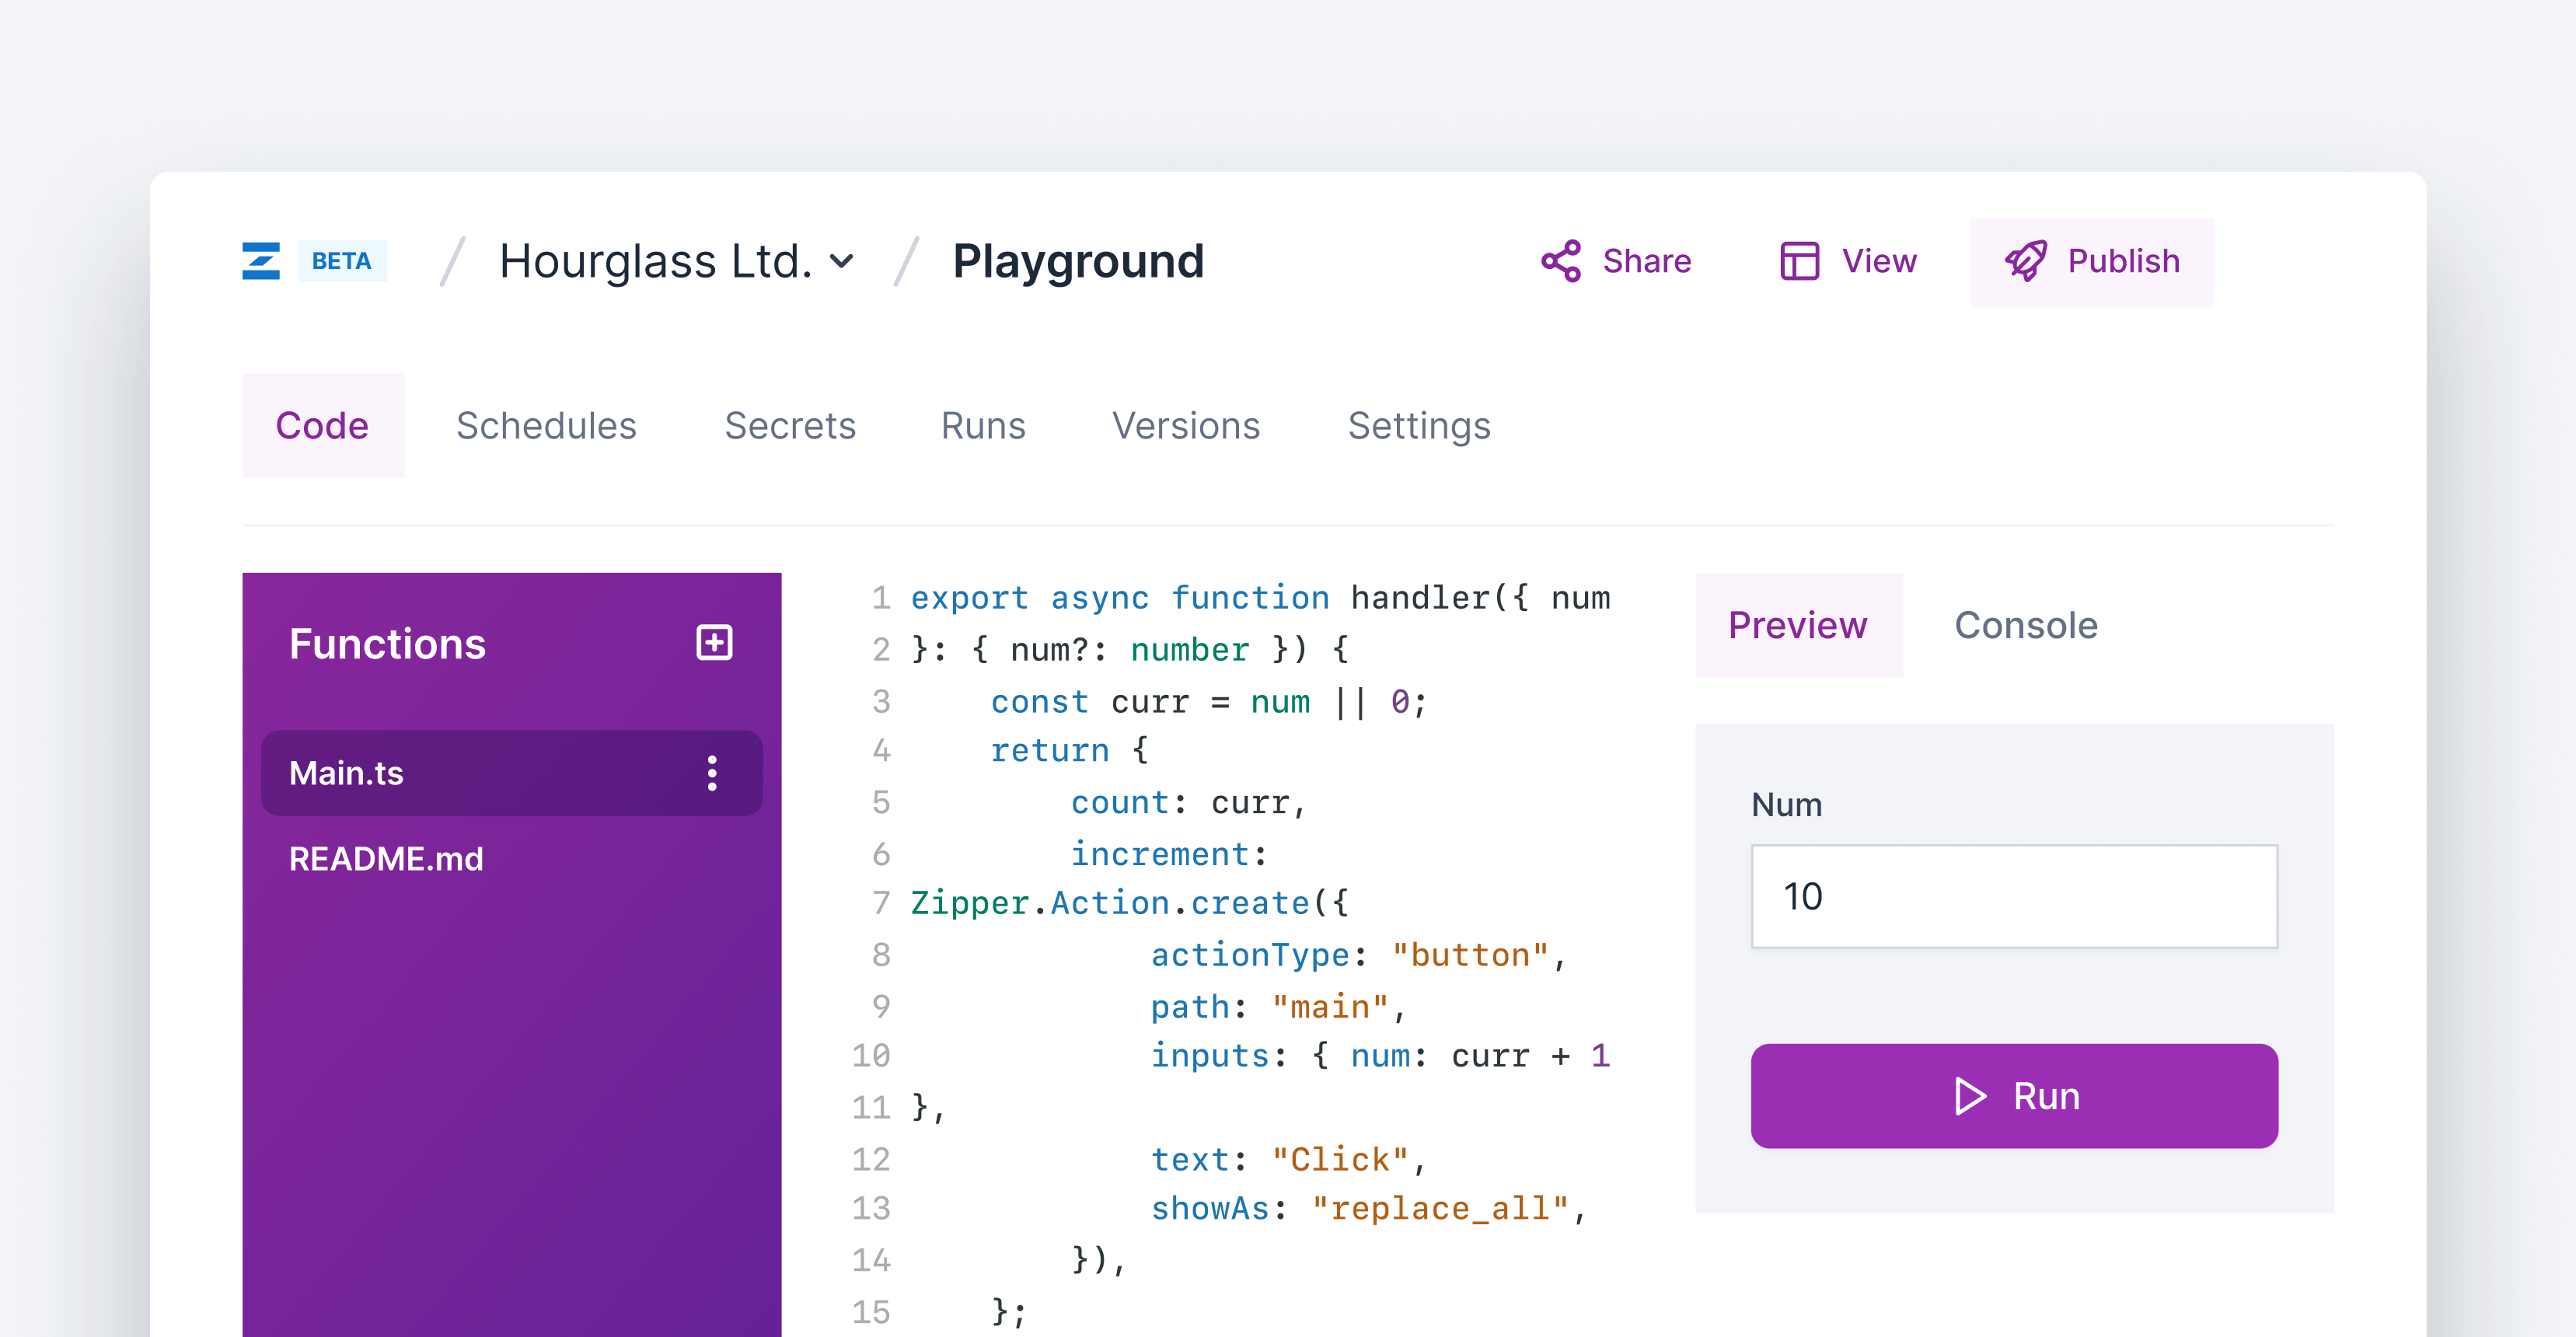 BETA / Hourglass Ltd. / Playground Share View Publish
Code Schedules Secrets Runs Versions Settings
Functions
Main.ts
README.md
1 export async function handler({ num
2 }: { num?: number }) {
3     const curr = num || 0;
4     return {
5         count: curr,
6         increment:
7 Zipper.Action.create({
8             actionType: "button",
9             path: "main",
10             inputs: { num: curr + 1
11 },
12             text: "Click",
13             showAs: "replace_all",
14         }),
15     };
Preview Console
Num
10
Run